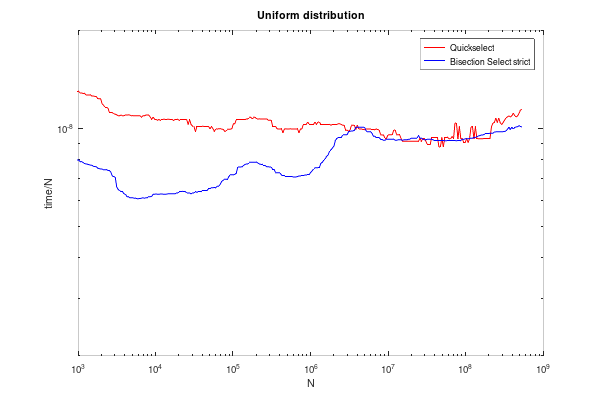 Uniform distribution
Quickselect
Bisection Select strict
time/N
10^-8
10^3 10^4 10^5 10^6 10^7 10^8 10^9
N